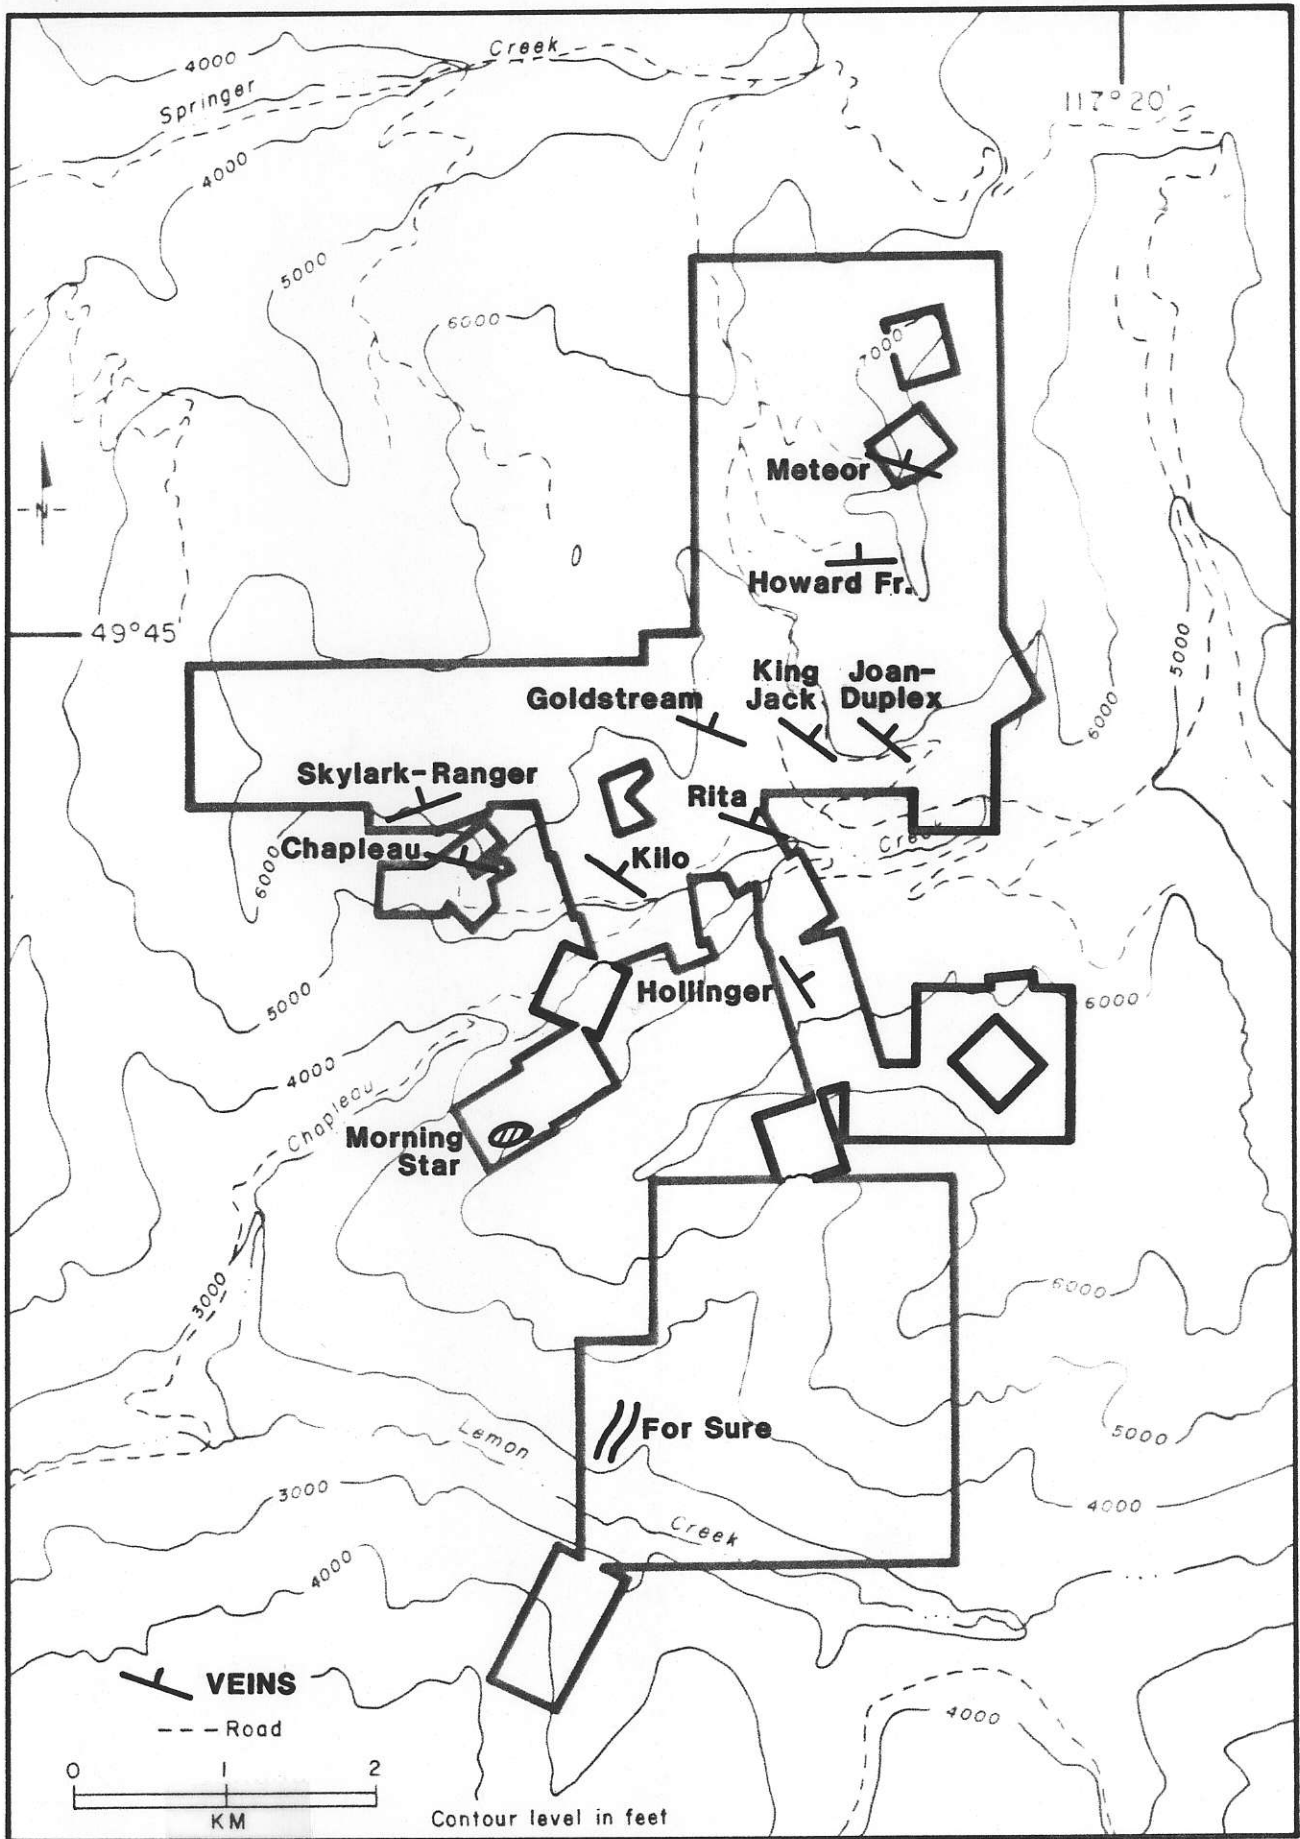 Creek
4000
Springer
117° 20'
4000
5000
6000
7000
Meteor
N
Howard Fr.
49°45'
5000
King
Jack
Joan-
Duplex
Goldstream
6000
Skylark-Ranger
Rita
Creek
Chapleau
Kilo
6000
Hollinger
5000
6000
4000
Chapleau
Morning
Star
3000
6000
For Sure
Lemon
5000
3000
4000
Creek
4000
VEINS
4000
Road
0 1 2
KM
Contour level in feet